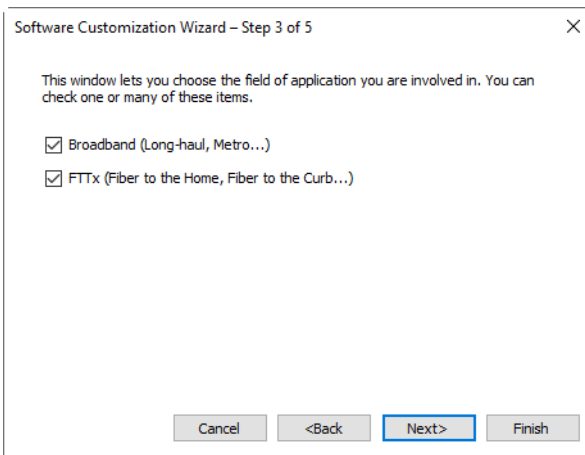 Software Customization Wizard – Step 3 of 5
This window lets you choose the field of application you are involved in. You can
check one or many of these items.
Broadband (Long-haul, Metro...)
FTTx (Fiber to the Home, Fiber to the Curb...)
Cancel
<Back
Next>
Finish